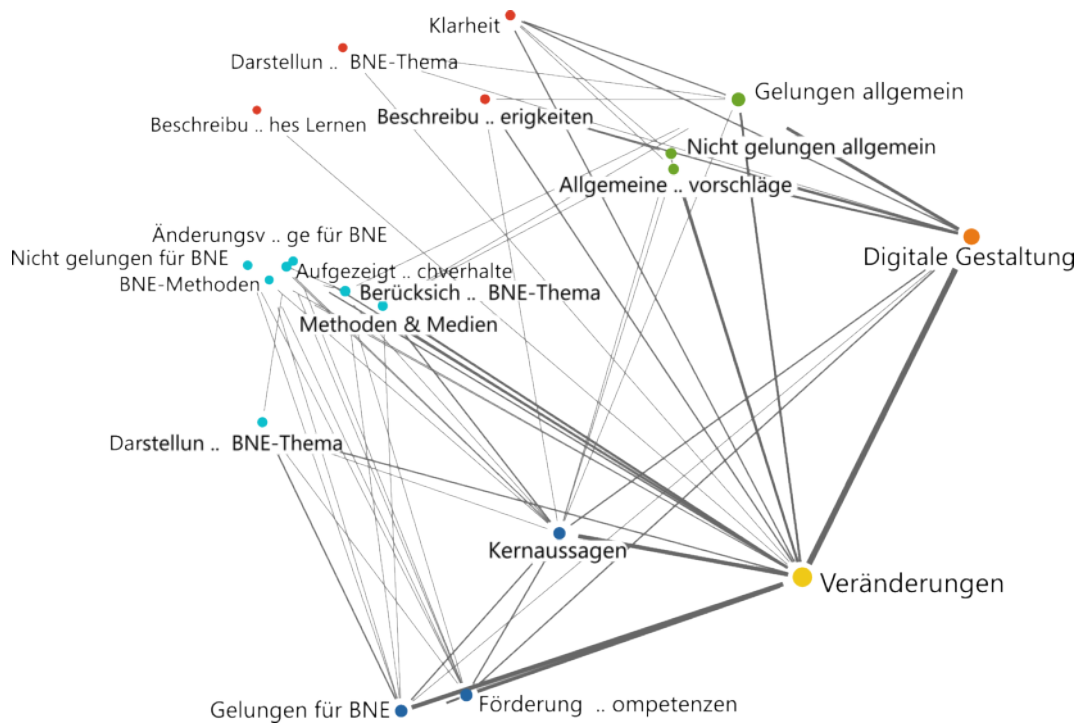 Klarheit
Darstellun .. BNE-Thema
Gelungen allgemein
Beschreibu .. erigkeiten
Beschreibu .. hes Lernen
Nicht gelungen allgemein
Allgemeine .. vorschläge
Änderungsv .. ge für BNE
Digitale Gestaltung
Nicht gelungen für BNE
Aufgezeigt .. chverhalte
BNE-Methoden
Berücksich .. BNE-Thema
Methoden & Medien
Darstellun .. BNE-Thema
Kernaussagen
Veränderungen
Gelungen für BNE
Förderung .. ompetenzen